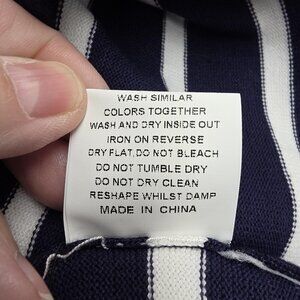 WASH SIMILAR
COLORS TOGETHER
WASH AND DRY INSIDE OUT
IRON ON REVERSE
DRY FLAT, DO NOT BLEACH
DO NOT TUMBLE DRY
DO NOT DRY CLEAN
RESHAPE WHILST DAMP
MADE IN CHINA